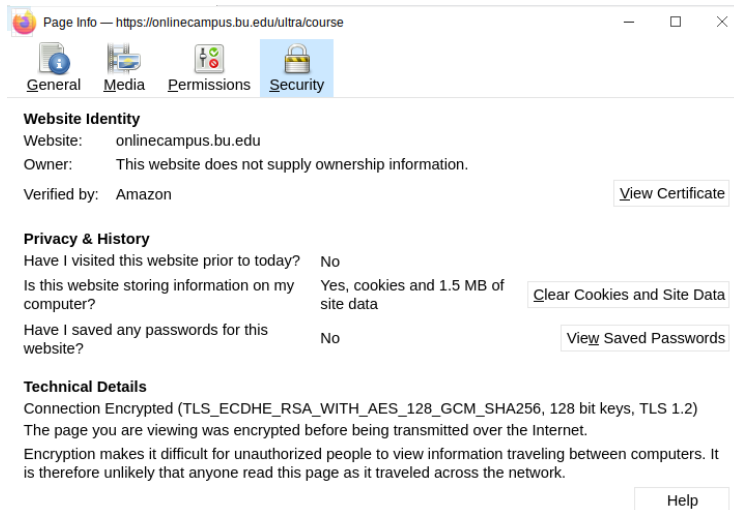 Page Info — https://onlinecampus.bu.edu/ultra/course
General Media Permissions Security
Website Identity
Website: onlinecampus.bu.edu
Owner: This website does not supply ownership information.
Verified by: Amazon View Certificate
Privacy & History
Have I visited this website prior to today? No
Is this website storing information on my computer? Yes, cookies and 1.5 MB of site data Clear Cookies and Site Data
Have I saved any passwords for this website? No View Saved Passwords
Technical Details
Connection Encrypted (TLS_ECDHE_RSA_WITH_AES_128_GCM_SHA256, 128 bit keys, TLS 1.2)
The page you are viewing was encrypted before being transmitted over the Internet.
Encryption makes it difficult for unauthorized people to view information traveling between computers. It
is therefore unlikely that anyone read this page as it traveled across the network.
Help